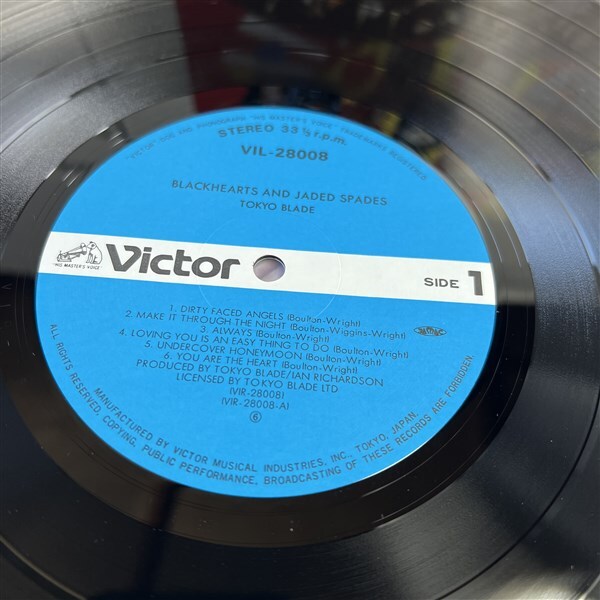 "VICTOR" DISC AND PHONOGRAPH "HIS MASTER'S VOICE" TRADEMARKS REGISTERED.
STEREO 33 ⅓ r.p.m.
VIL-28008
BLACKHEARTS AND JADED SPADES
TOKYO BLADE
"HIS MASTER'S VOICE"
Victor
SIDE 1
1. DIRTY FACED ANGELS (Boulton-Wright)
2. MAKE IT THROUGH THE NIGHT (Boulton-Wiggins-Wright)
3. ALWAYS (Boulton-Wright)
4. LOVING YOU IS AN EASY THING TO DO (Boulton-Wright)
5. UNDERCOVER HONEYMOON (Boulton-Wright)
6. YOU ARE THE HEART (Boulton-Wright)
PRODUCED BY TOKYO BLADE/IAN RICHARDSON
LICENSED BY TOKYO BLADE LTD
(VIR-28008)
(VIR-28008-A)
6
MANUFACTURED BY VICTOR MUSICAL INDUSTRIES, INC., TOKYO, JAPAN.
ALL RIGHTS RESERVED. COPYING, PUBLIC PERFORMANCE, BROADCASTING OF THESE RECORDS ARE FORBIDDEN.